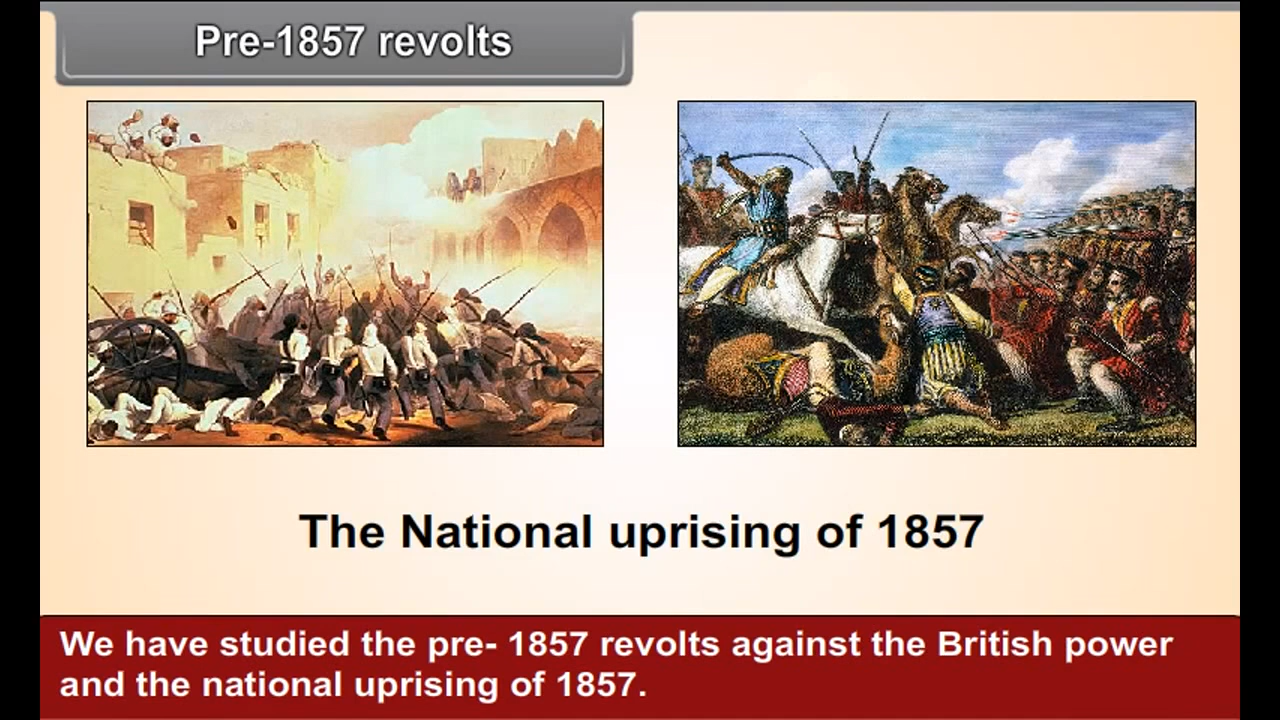 Pre-1857 revolts
The National uprising of 1857
We have studied the pre- 1857 revolts against the British power
and the national uprising of 1857.